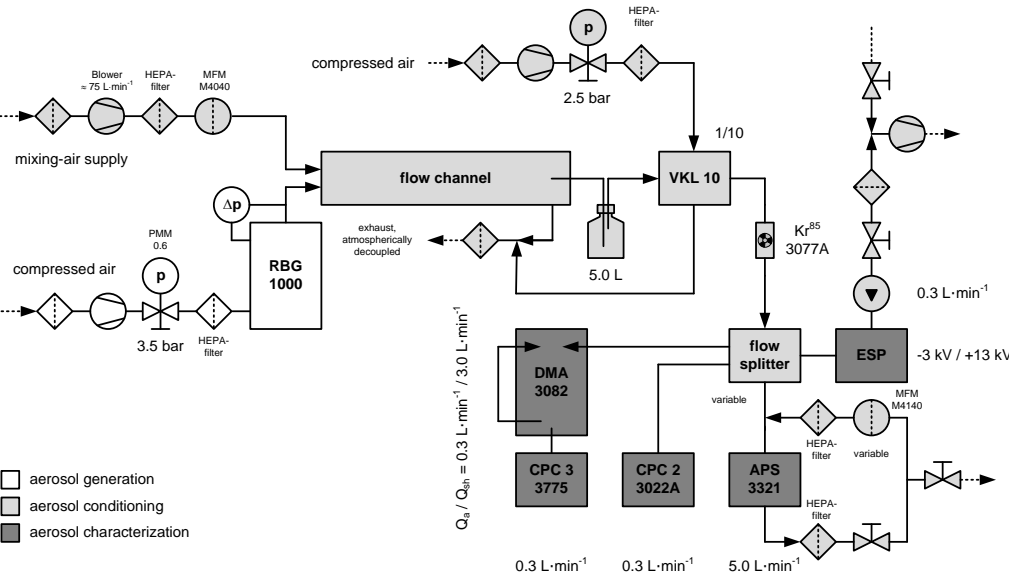 HEPA-
filter
p
compressed air
2.5 bar
Blower
≈ 75 L·min⁻¹
HEPA-
filter
MFM
M4040
mixing-air supply
1/10
flow channel
VKL 10
Δp
exhaust,
atmospherically
decoupled
5.0 L
Kr⁸⁵
3077A
PMM
0.6
compressed air
p
RBG
1000
3.5 bar
HEPA-
filter
0.3 L·min⁻¹
Qₐ / Qₛₕ = 0.3 L·min⁻¹ / 3.0 L·min⁻¹
DMA
3082
flow
splitter
ESP
-3 kV / +13 kV
variable
MFM
M4140
HEPA-
filter
variable
CPC 3
3775
CPC 2
3022A
APS
3321
HEPA-
filter
aerosol generation
aerosol conditioning
aerosol characterization
0.3 L·min⁻¹
0.3 L·min⁻¹
5.0 L·min⁻¹